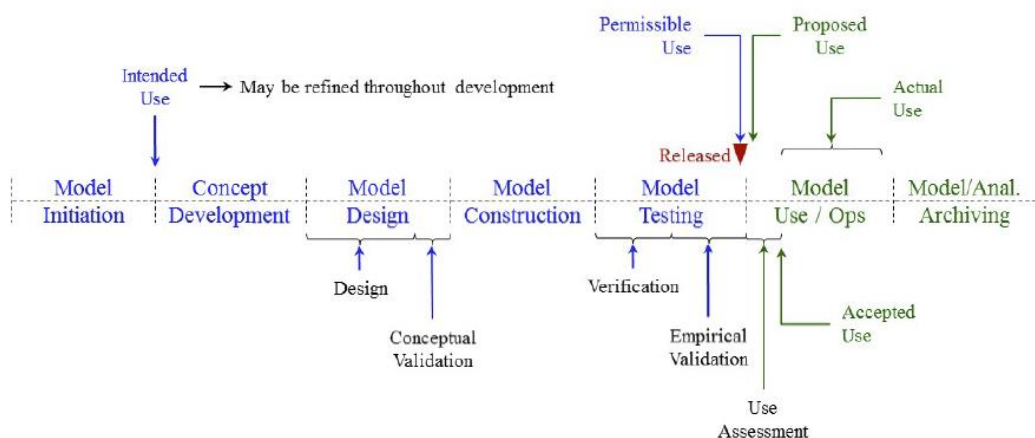 Permissible
Use
Proposed
Use
Intended
Use
May be refined throughout development
Actual
Use
Released
Model
Initiation
Concept
Development
Model
Design
Model
Construction
Model
Testing
Model
Use / Ops
Model/Anal.
Archiving
Design
Conceptual
Validation
Verification
Empirical
Validation
Accepted
Use
Use
Assessment